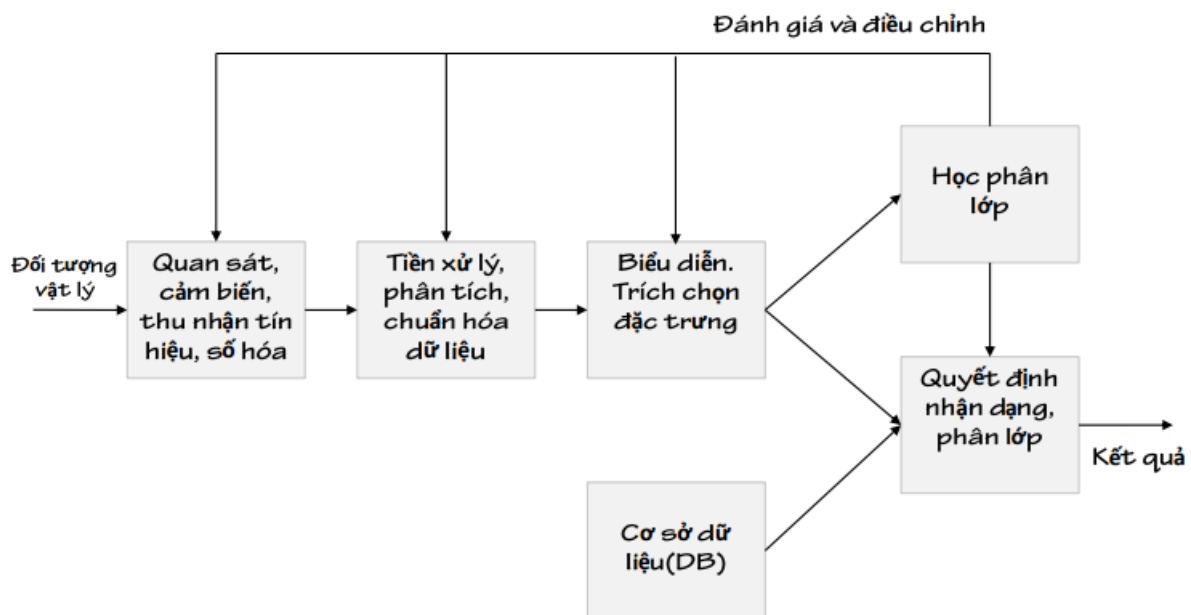 Đánh giá và điều chỉnh
Học phân
lớp
Đối tượng
vật lý
Quan sát,
cảm biến,
thu nhận tín
hiệu, số hóa
Tiền xử lý,
phân tích,
chuẩn hóa
dữ liệu
Biểu diễn.
Trích chọn
đặc trưng
Quyết định
nhận dạng,
phân lớp
Kết quả
Cơ sở dữ
liệu(DB)